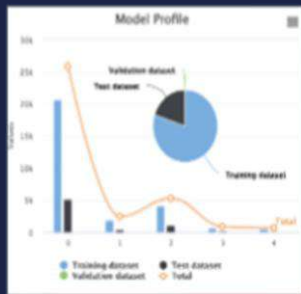 Model Profile
30k
25k
20k
15k
10k
5k
0
Validation dataset
Test dataset
Training dataset
Total
0 1 2 3 4
Training dataset Test dataset
Validation dataset Total